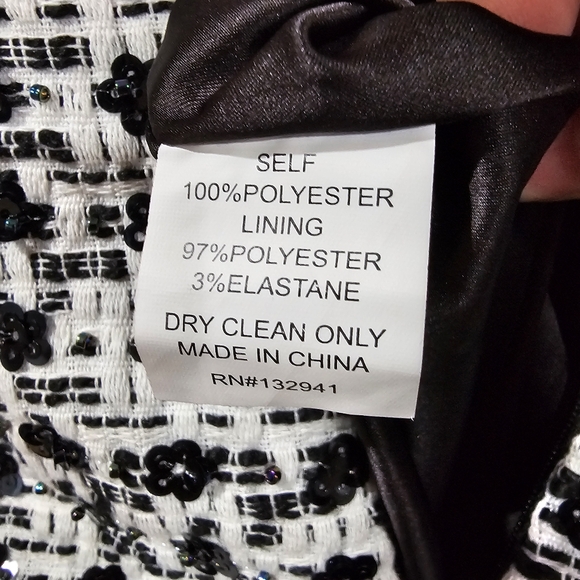 SELF
100%POLYESTER
LINING
97%POLYESTER
3%ELASTANE
DRY CLEAN ONLY
MADE IN CHINA
RN#132941